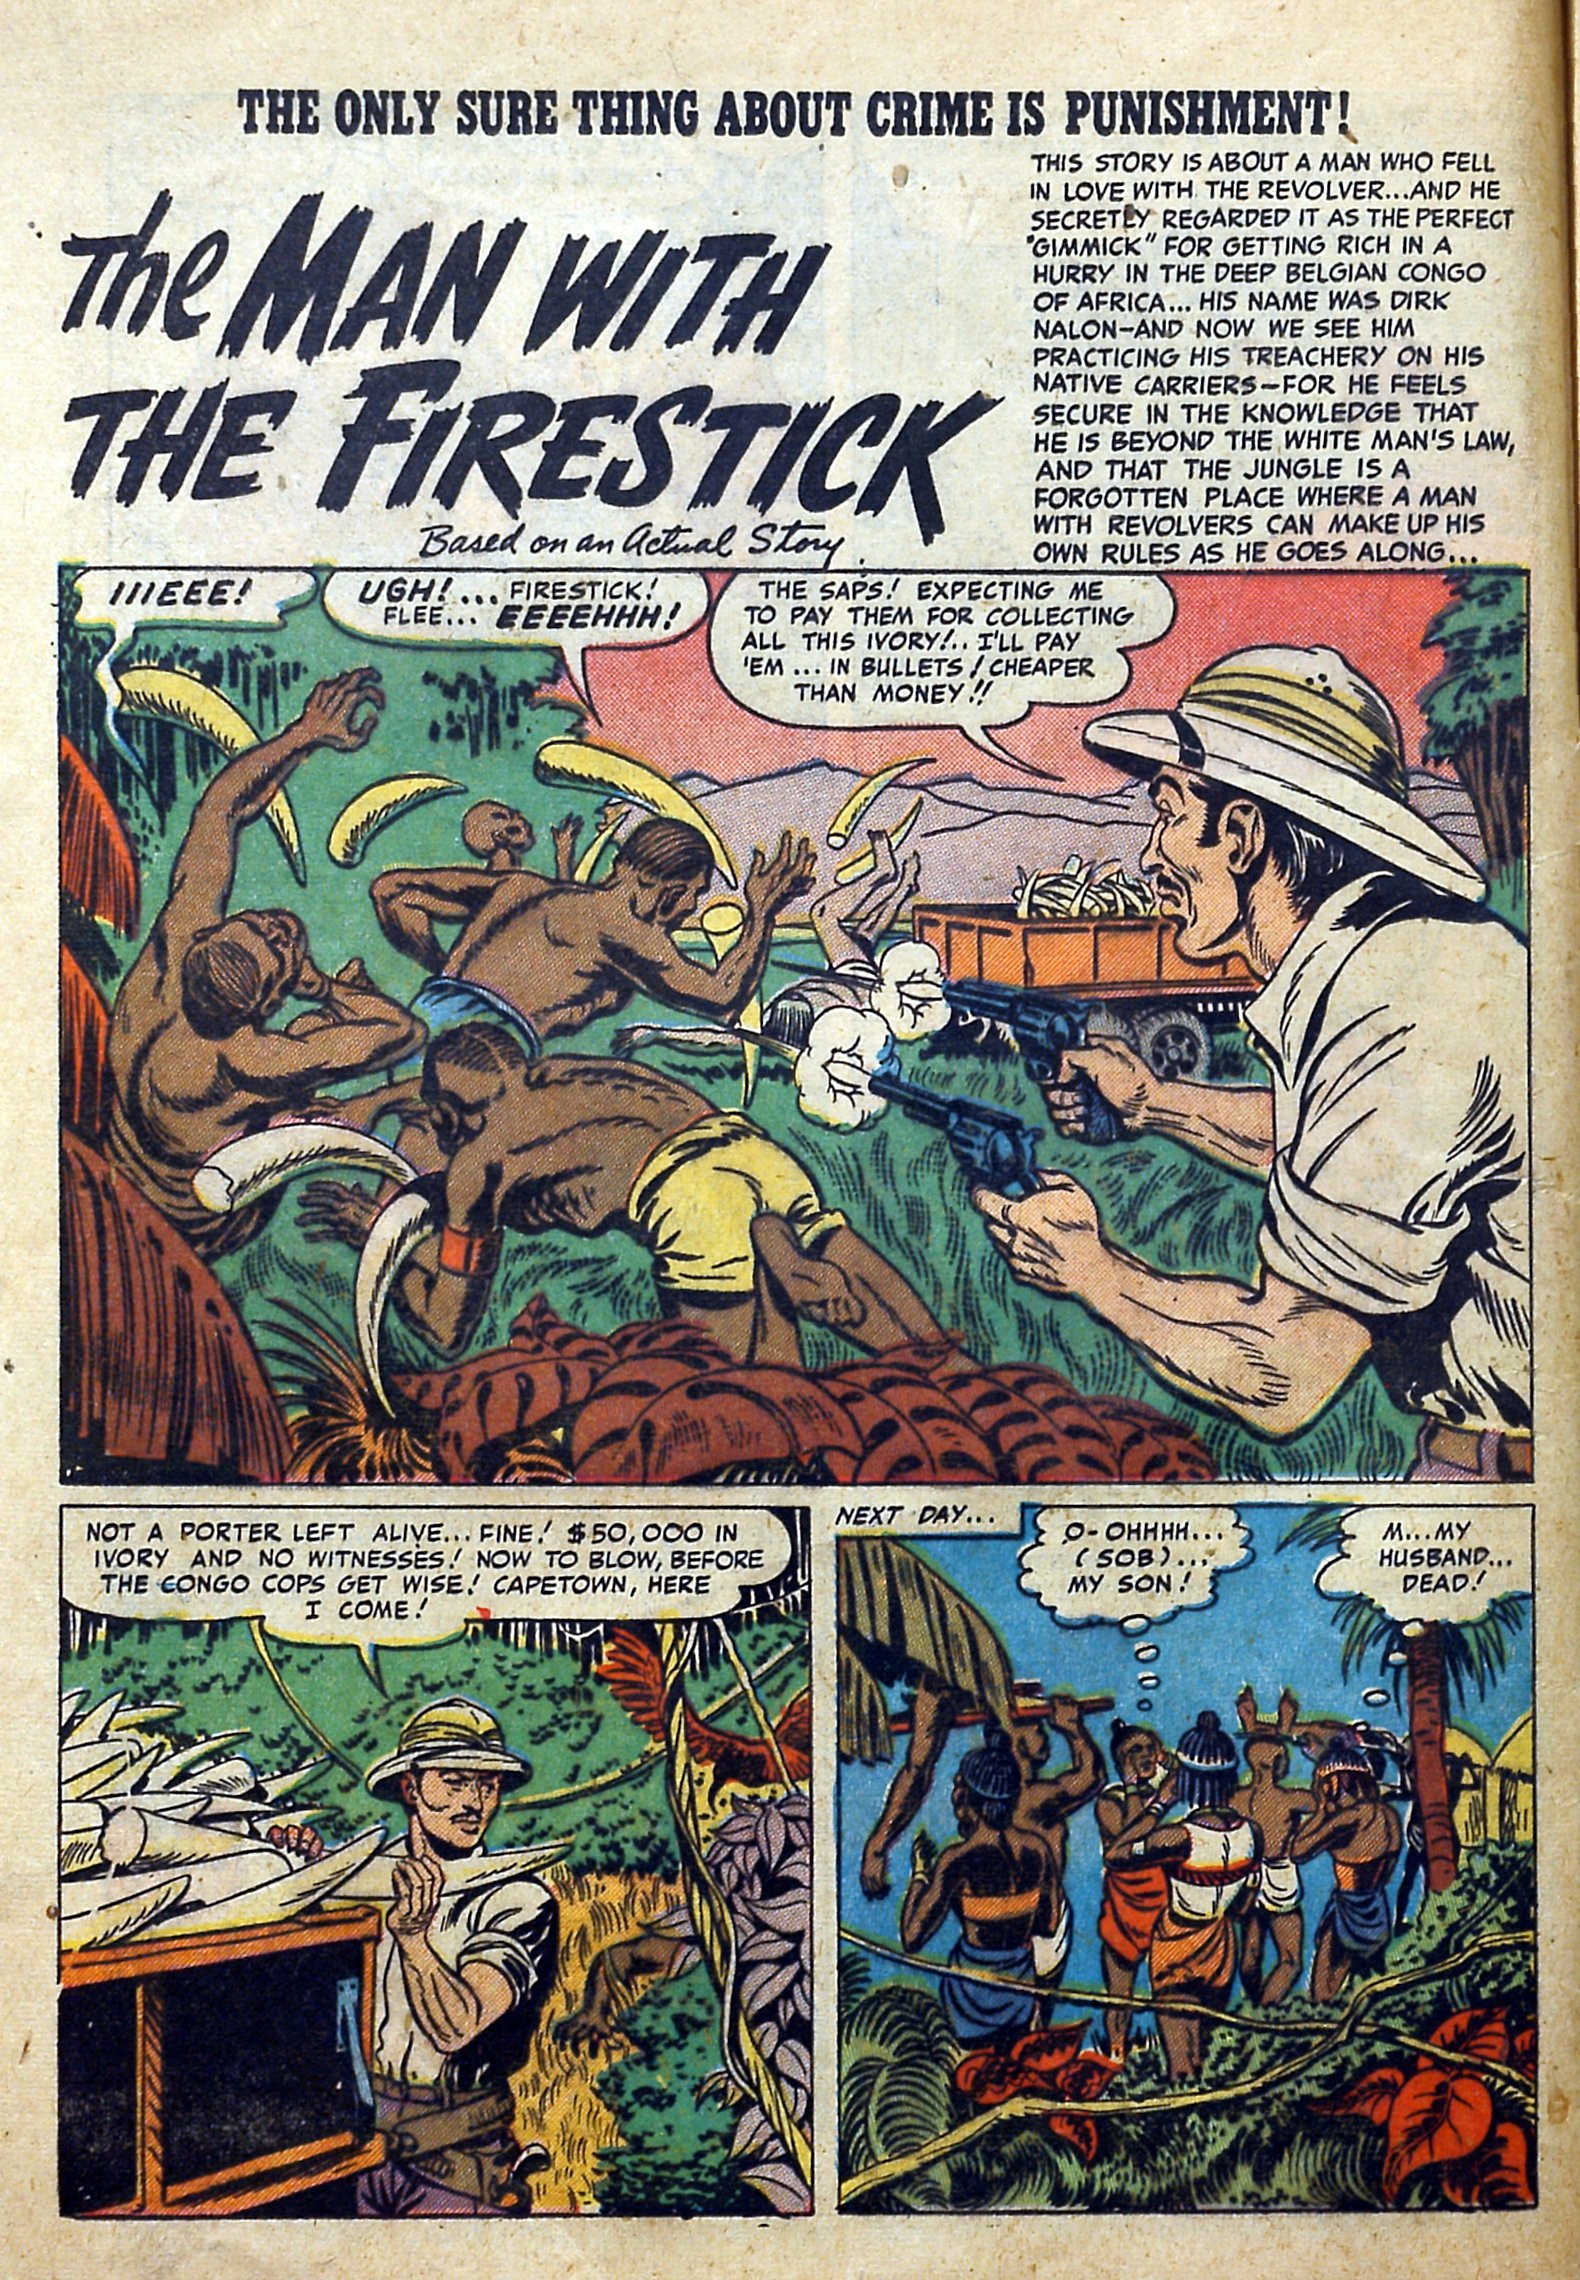 THE ONLY SURE THING ABOUT CRIME IS PUNISHMENT!
The MAN WITH
THE FIRESTICK
Based on an Actual Story
THIS STORY IS ABOUT A MAN WHO FELL
IN LOVE WITH THE REVOLVER...AND HE
SECRETLY REGARDED IT AS THE PERFECT
"GIMMICK" FOR GETTING RICH IN A
HURRY IN THE DEEP BELGIAN CONGO
OF AFRICA... HIS NAME WAS DIRK
NALON-AND NOW WE SEE HIM
PRACTICING HIS TREACHERY ON HIS
NATIVE CARRIERS-FOR HE FEELS
SECURE IN THE KNOWLEDGE THAT
HE IS BEYOND THE WHITE MAN'S LAW,
AND THAT THE JUNGLE IS A
FORGOTTEN PLACE WHERE A MAN
WITH REVOLVERS CAN MAKE UP HIS
OWN RULES AS HE GOES ALONG...
IIIEEE!
UGH!... FIRESTICK!
FLEE... EEEEHHH!
THE SAPS! EXPECTING ME
TO PAY THEM FOR COLLECTING
ALL THIS IVORY!.. I'LL PAY
'EM ... IN BULLETS! CHEAPER
THAN MONEY!!
NOT A PORTER LEFT ALIVE... FINE! $50,000 IN
IVORY AND NO WITNESSES! NOW TO BLOW, BEFORE
THE CONGO COPS GET WISE! CAPETOWN, HERE
I COME!
NEXT DAY...
O-OHHHH...
(SOB)...
MY SON!
M...MY
HUSBAND...
DEAD!